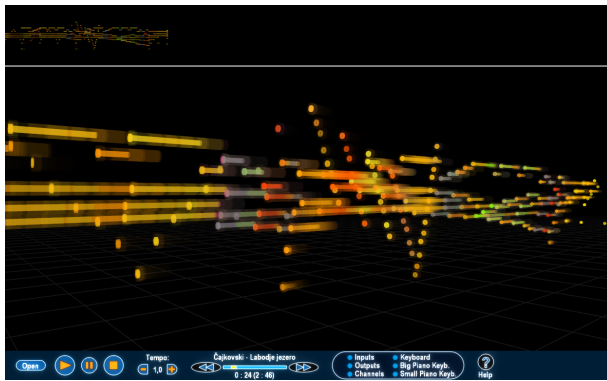 Open
Tempo:
1,0
Čajkovski - Labodje jezero
0 : 24 (2 : 46)
Inputs
Outputs
Channels
Keyboard
Big Piano Keyb.
Small Piano Keyb.
?
Help